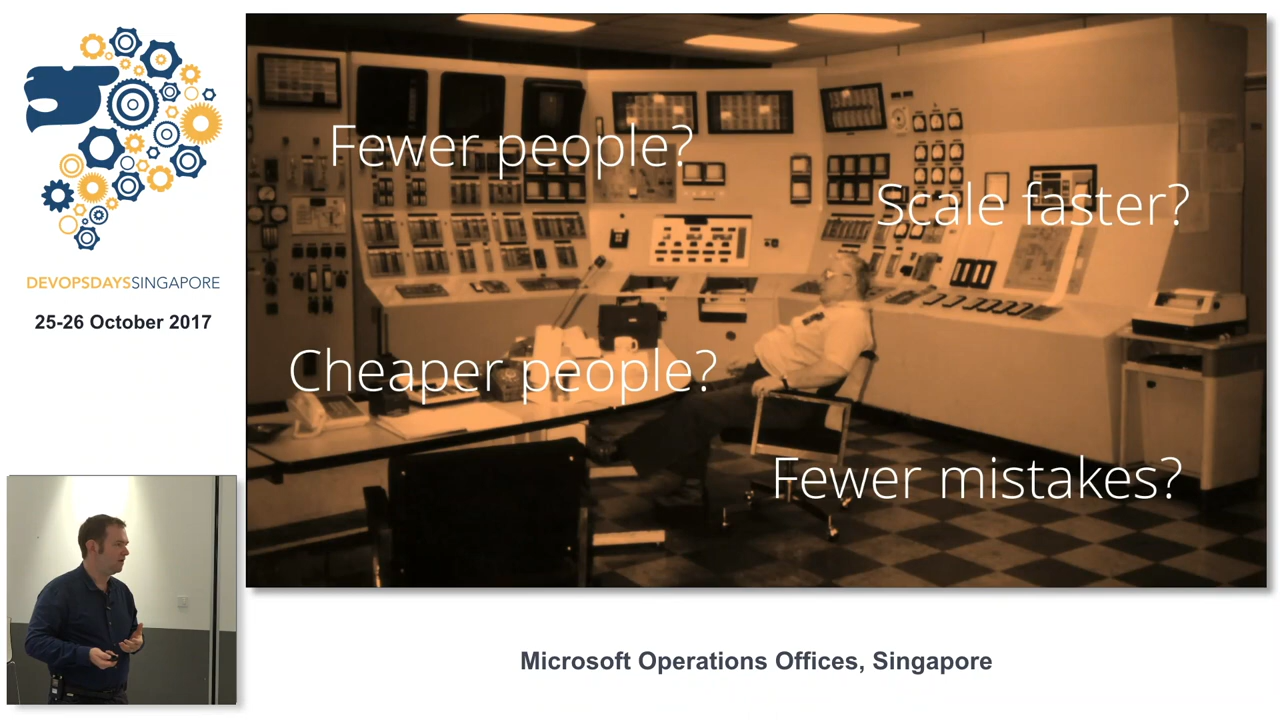 DEVOPSDAYSSINGAPORE
25-26 October 2017
Fewer people?
Scale faster?
Cheaper people?
Fewer mistakes?
Microsoft Operations Offices, Singapore